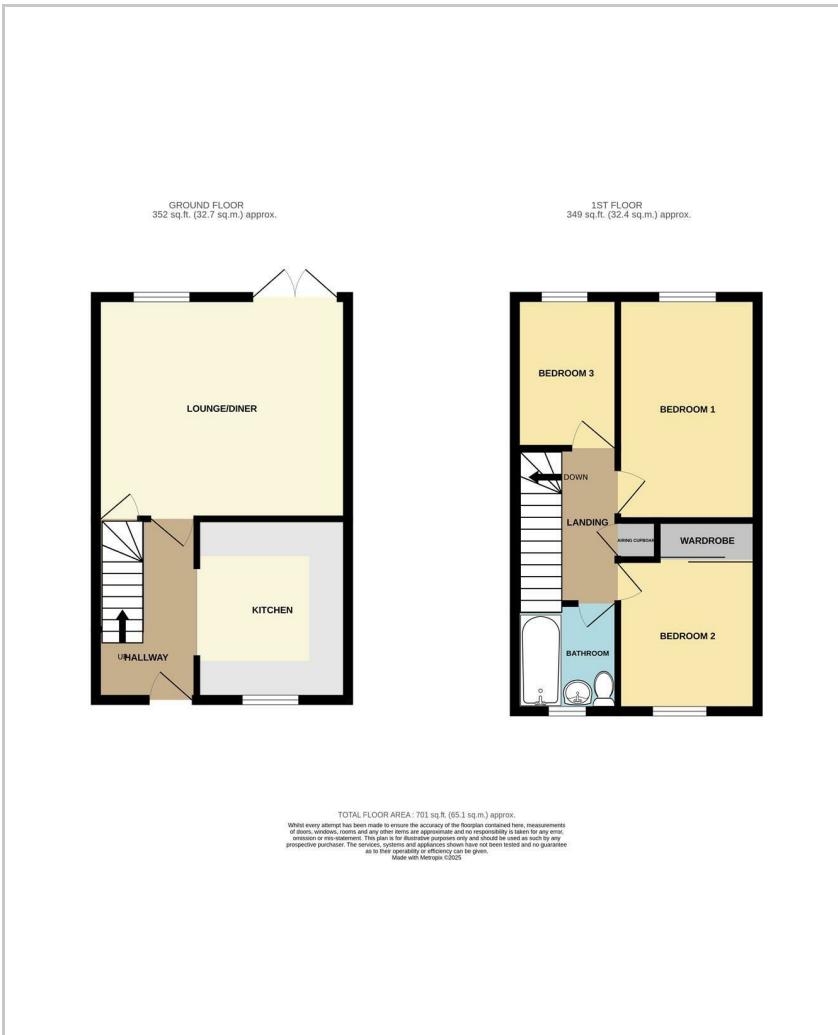 GROUND FLOOR
352 sq.ft. (32.7 sq.m.) approx.
1ST FLOOR
349 sq.ft. (32.4 sq.m.) approx.
LOUNGE/DINER
KITCHEN
UP
HALLWAY
BEDROOM 3
BEDROOM 1
DOWN
LANDING
AIRING CUPBOARD
WARDROBE
BEDROOM 2
BATHROOM
TOTAL FLOOR AREA : 701 sq.ft. (65.1 sq.m.) approx.
Whilst every attempt has been made to ensure the accuracy of the floorplan contained here, measurements
of doors, windows, rooms and any other items are approximate and no responsibility is taken for any error,
omission or mis-statement. This plan is for illustrative purposes only and should be used as such by any
prospective purchaser. The services, systems and appliances shown have not been tested and no guarantee
as to their operability or efficiency can be given.
Made with Metropix ©2025